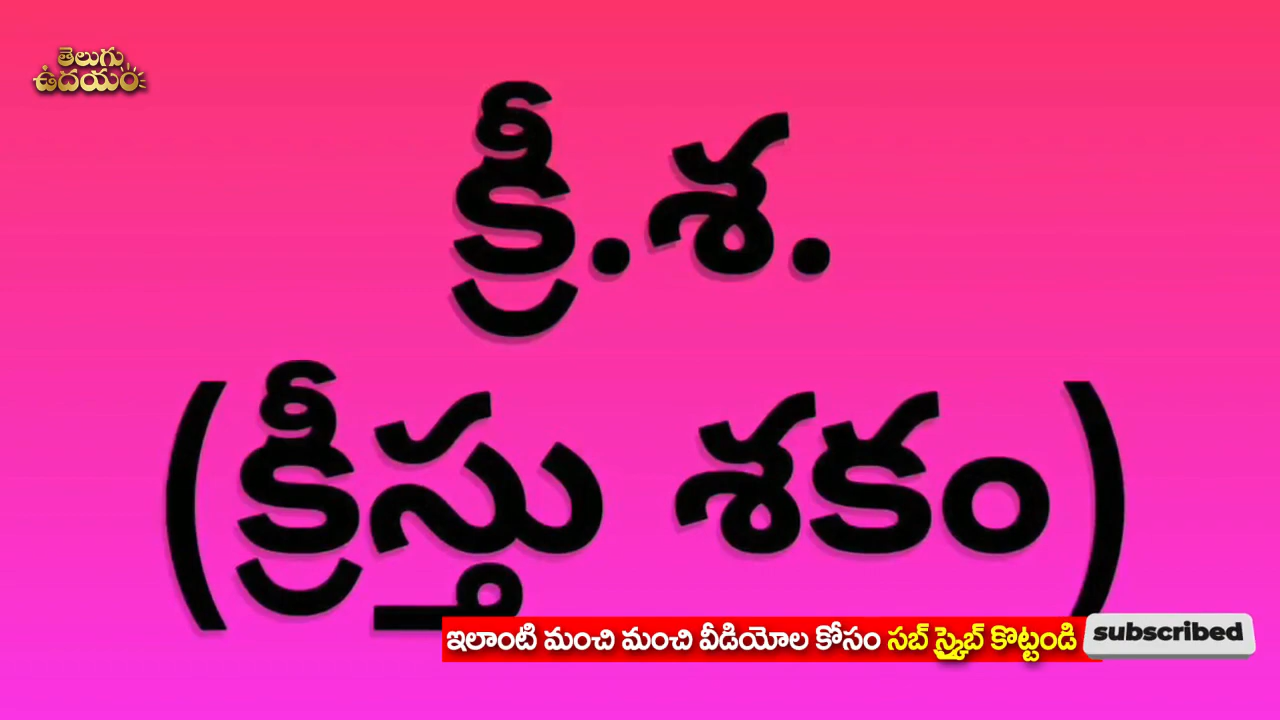 తెలుగు
ఉదయం
క్రీ.శ.
(క్రీస్తు శకం)
ఇలాంటి మంచి మంచి వీడియోల కోసం సబ్ స్క్రైబ్ కొట్టండి
subscribed